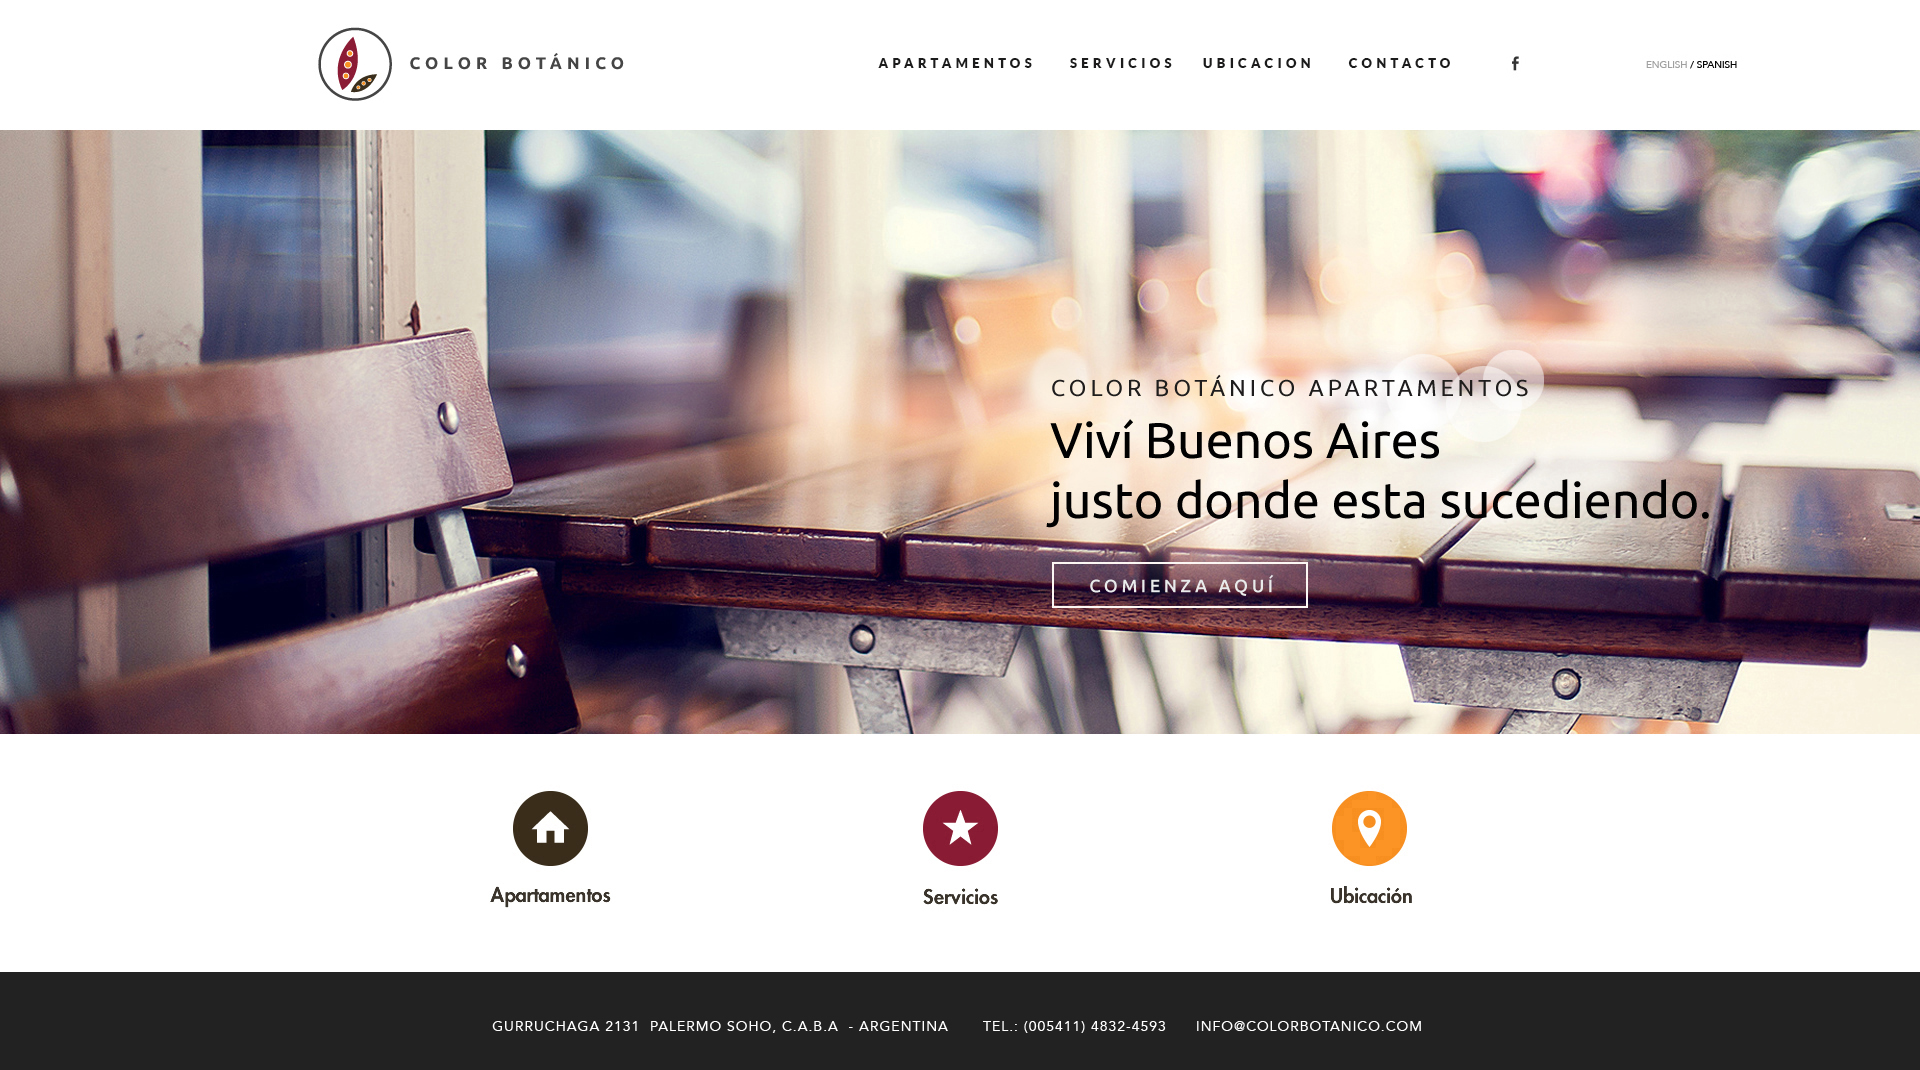 COLOR BOTÁNICO
APARTAMENTOS SERVICIOS UBICACION CONTACTO f ENGLISH / SPANISH
COLOR BOTÁNICO APARTAMENTOS
Viví Buenos Aires
justo donde esta sucediendo.
COMIENZA AQUÍ
Apartamentos Servicios Ubicación
GURRUCHAGA 2131 PALERMO SOHO, C.A.B.A - ARGENTINA TEL.: (005411) 4832-4593 INFO@COLORBOTANICO.COM